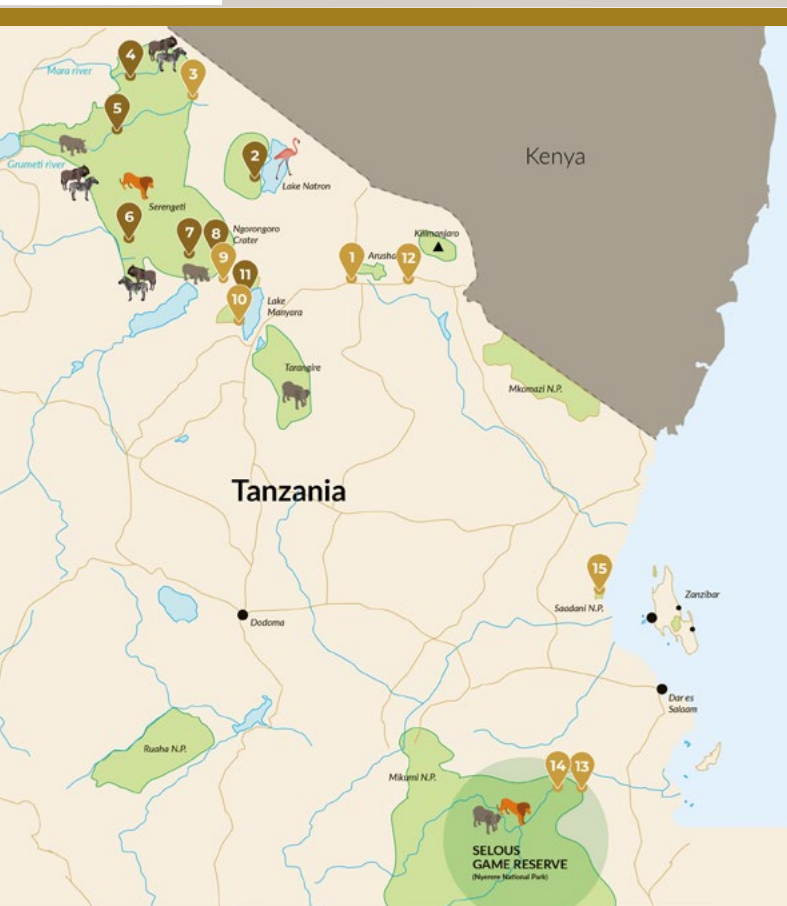 4
Mara river
3
5
Kenya
2
Grumeti river
Lake Natron
Serengeti
6
7
8
Ngorongoro
Crater
Kilimanjaro
9
1
Arusha
12
11
10
Lake
Manyara
Tarangire
Mkomazi N.P.
Tanzania
15
Saadani N.P.
Zanzibar
Dodoma
Dar es
Salaam
Ruaha N.P.
Mikumi N.P.
14
13
SELOUS
GAME RESERVE
(Nyerere National Park)